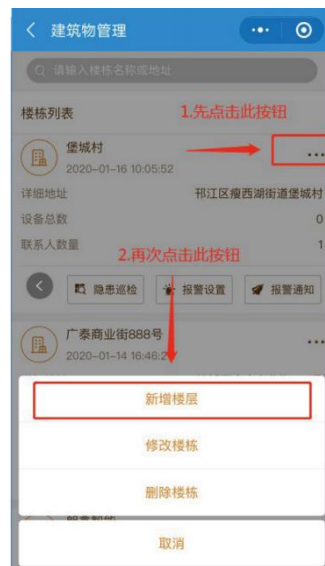 建筑物管理
请输入楼栋名称或地址
楼栋列表
1.先点击此按钮
堡城村
2020-01-16 10:05:52
详细地址 邗江区瘦西湖街道堡城村
设备总数 0
联系人数量 1
2.再次点击此按钮
隐患巡检 报警设置 报警通知
广泰商业街888号
2020-01-14 16:46:2
新增楼层
修改楼栋
删除楼栋
取消